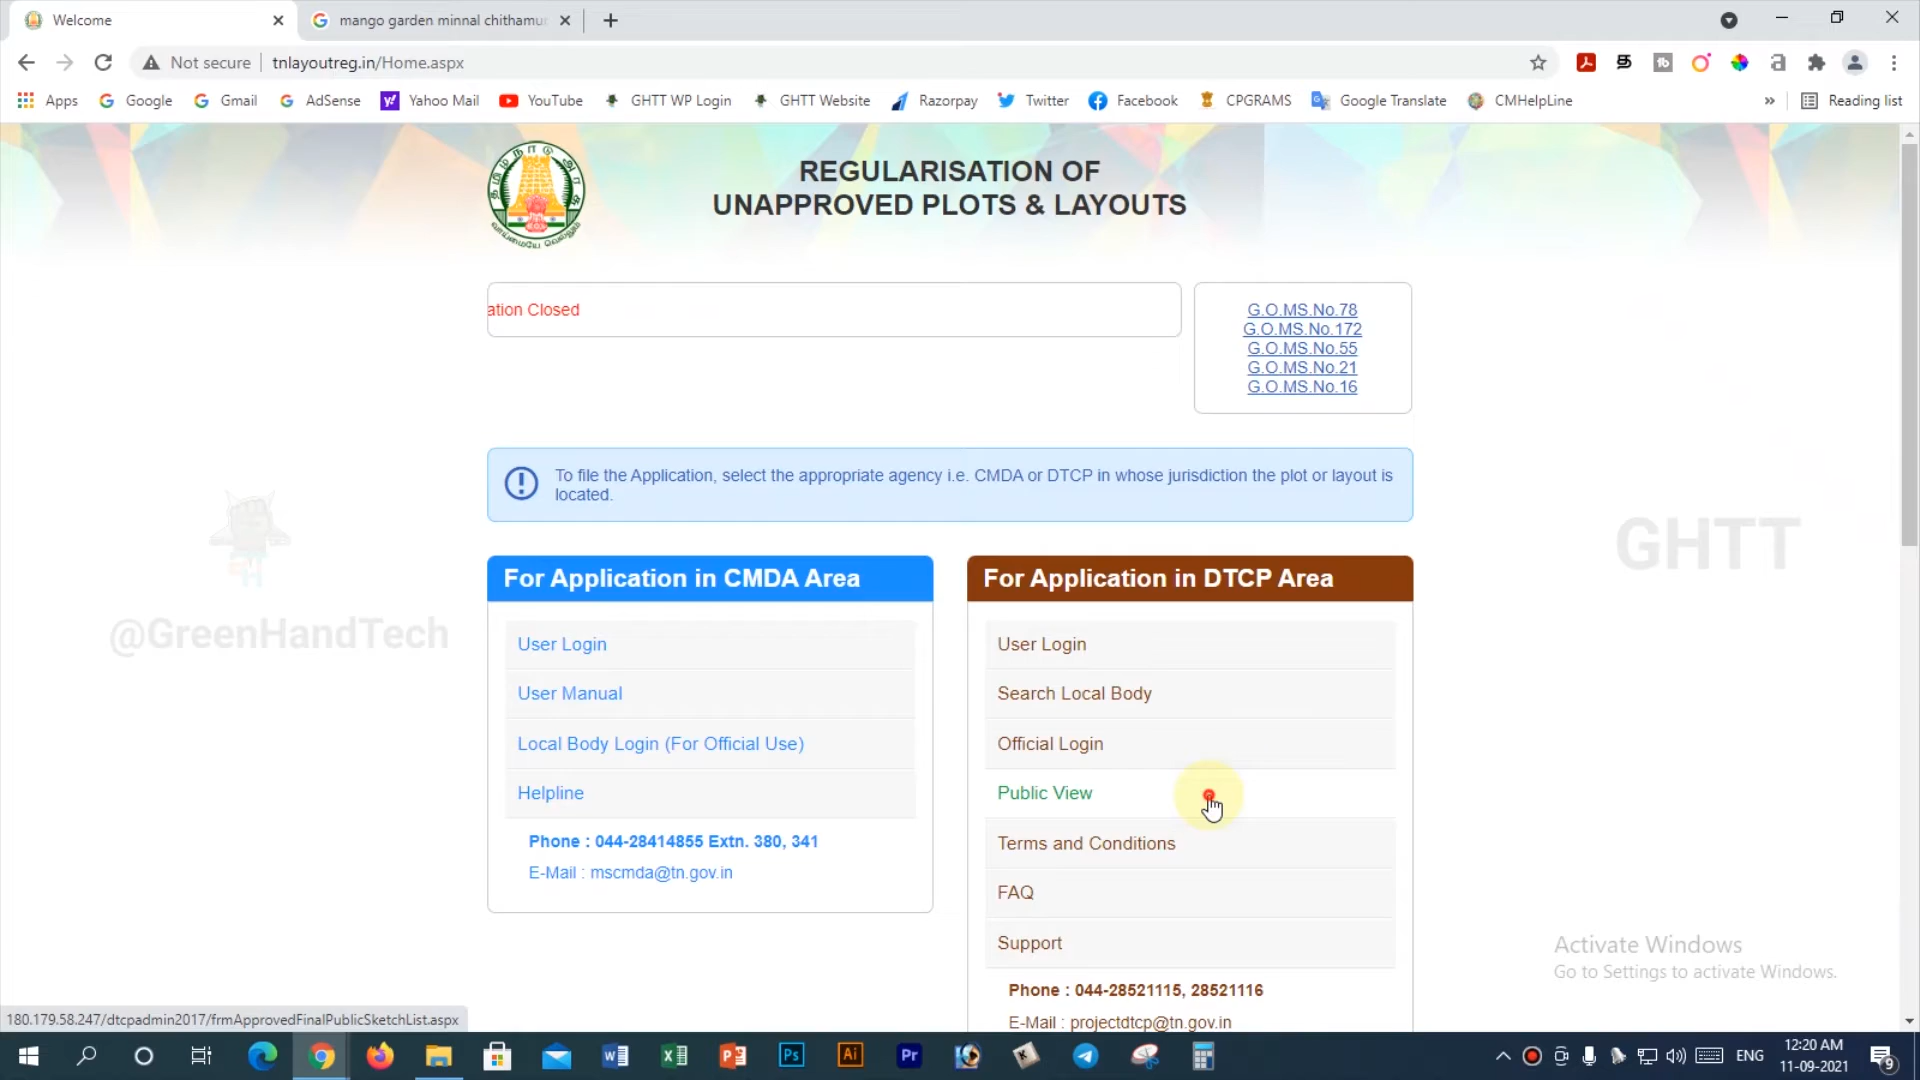 Welcome
mango garden minnal chithamu
Not secure
tnlayoutreg.in/Home.aspx
Apps
Google
Gmail
AdSense
Yahoo Mail
YouTube
GHTT WP Login
GHTT Website
Razorpay
Twitter
Facebook
CPGRAMS
Google Translate
CMHelpLine
»
Reading list
REGULARISATION OF
UNAPPROVED PLOTS & LAYOUTS
ation Closed
G.O.MS.No.78
G.O.MS.No.172
G.O.MS.No.55
G.O.MS.No.21
G.O.MS.No.16
To file the Application, select the appropriate agency i.e. CMDA or DTCP in whose jurisdiction the plot or layout is
located.
GHTT
@GreenHandTech
For Application in CMDA Area
User Login
User Manual
Local Body Login (For Official Use)
Helpline
Phone : 044-28414855 Extn. 380, 341
E-Mail : mscmda@tn.gov.in
For Application in DTCP Area
User Login
Search Local Body
Official Login
Public View
Terms and Conditions
FAQ
Support
Phone : 044-28521115, 28521116
E-Mail : projectdtcp@tn.gov.in
Activate Windows
Go to Settings to activate Windows.
180.179.58.247/dtcpadmin2017/frmApprovedFinalPublicSketchList.aspx
ENG
12:20 AM
11-09-2021
9